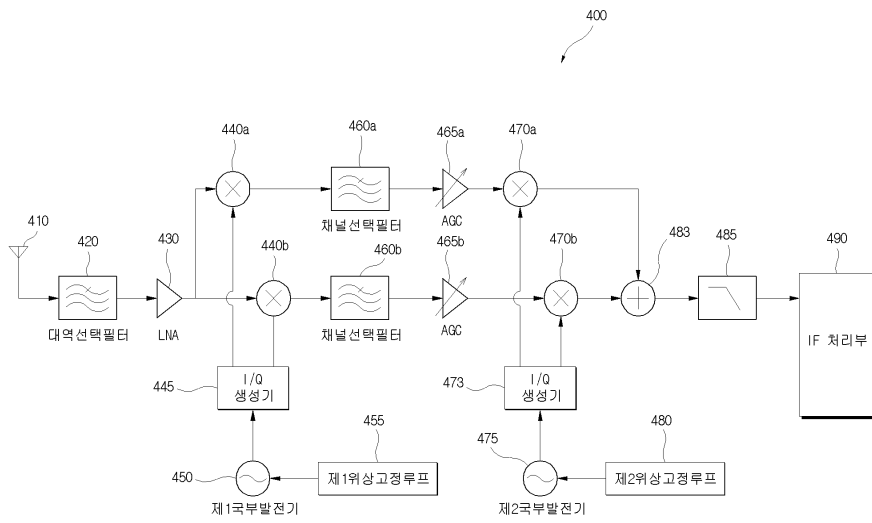 400
440a
460a
465a
470a
채널선택필터
AGC
410
420
430
440b
460b
465b
470b
483
485
490
대역선택필터
LNA
채널선택필터
AGC
IF 처리부
445
I/Q
생성기
473
I/Q
생성기
455
480
450
제1위상고정루프
475
제2위상고정루프
제1국부발전기
제2국부발전기